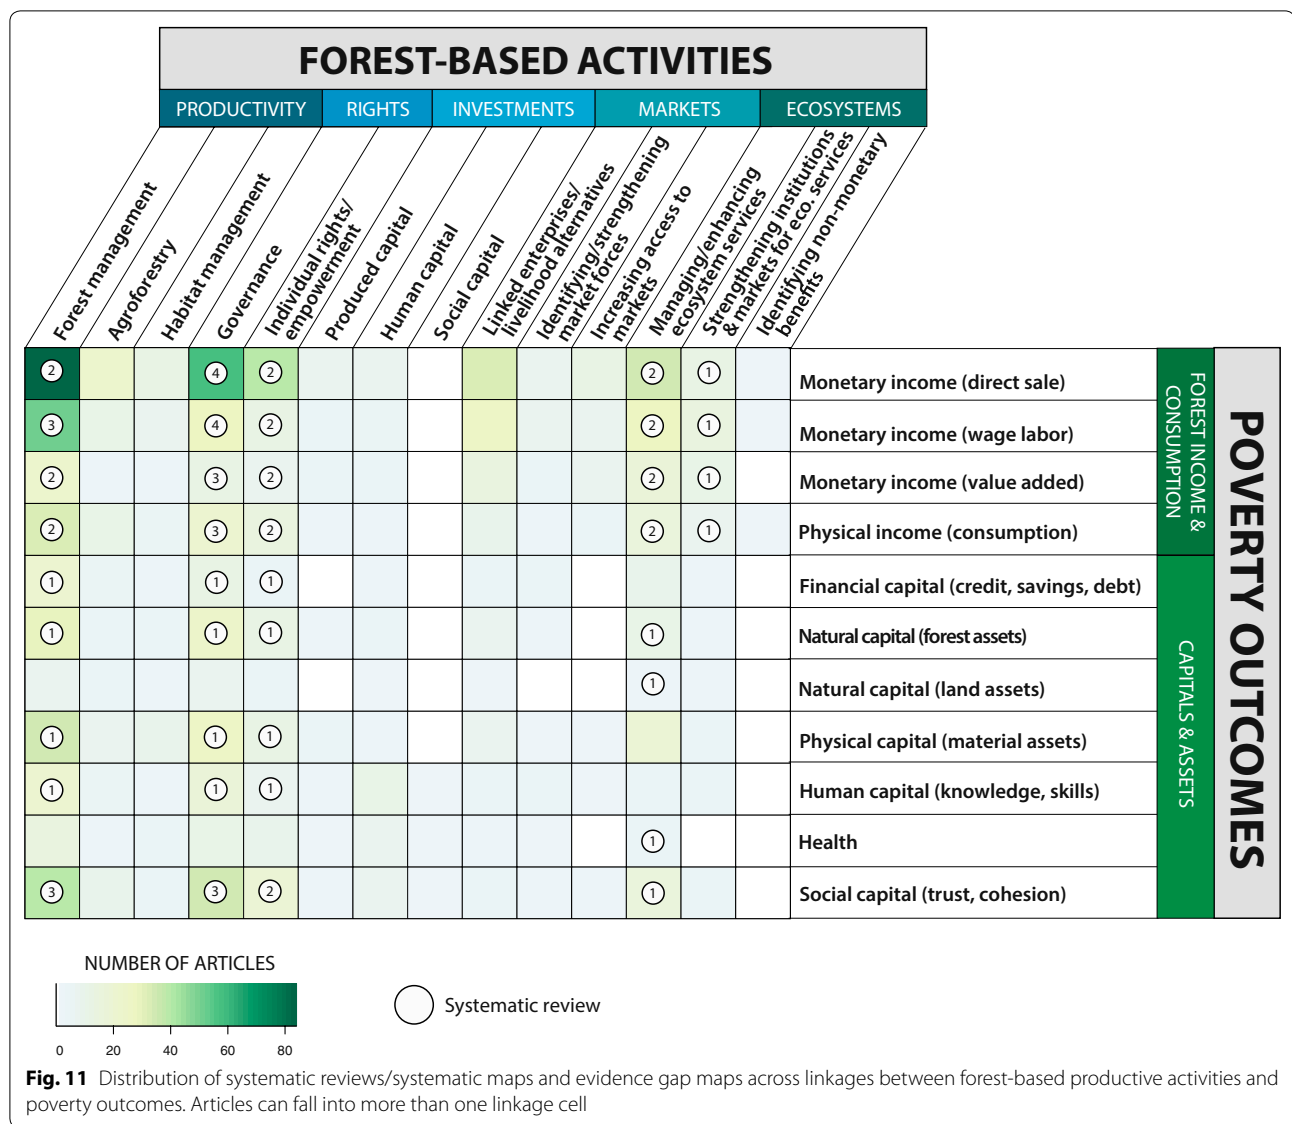 FOREST-BASED ACTIVITIES
PRODUCTIVITY
RIGHTS
INVESTMENTS
MARKETS
ECOSYSTEMS
Forest management
Agroforestry
Habitat management
Governance
Individual rights/
empowerment
Produced capital
Human capital
Social capital
Linked enterprises/
livelihood alternatives
Identifying/strengthening
market forces
Increasing access to
markets
Managing/enhancing
ecosystem services
Strengthening institutions
& markets for eco. services
Identifying non-monetary
benefits
2 4 2 2 1 Monetary income (direct sale)
3 4 2 2 1 Monetary income (wage labor)
2 3 2 2 1 Monetary income (value added)
2 3 2 2 1 Physical income (consumption)
1 1 1 Financial capital (credit, savings, debt)
1 1 1 1 Natural capital (forest assets)
1 Natural capital (land assets)
1 1 1 Physical capital (material assets)
1 1 1 Human capital (knowledge, skills)
1 Health
3 3 2 1 Social capital (trust, cohesion)
FOREST INCOME &
CONSUMPTION
CAPITALS & ASSETS
POVERTY OUTCOMES
NUMBER OF ARTICLES
0 20 40 60 80
Systematic review
Fig. 11 Distribution of systematic reviews/systematic maps and evidence gap maps across linkages between forest-based productive activities and
poverty outcomes. Articles can fall into more than one linkage cell